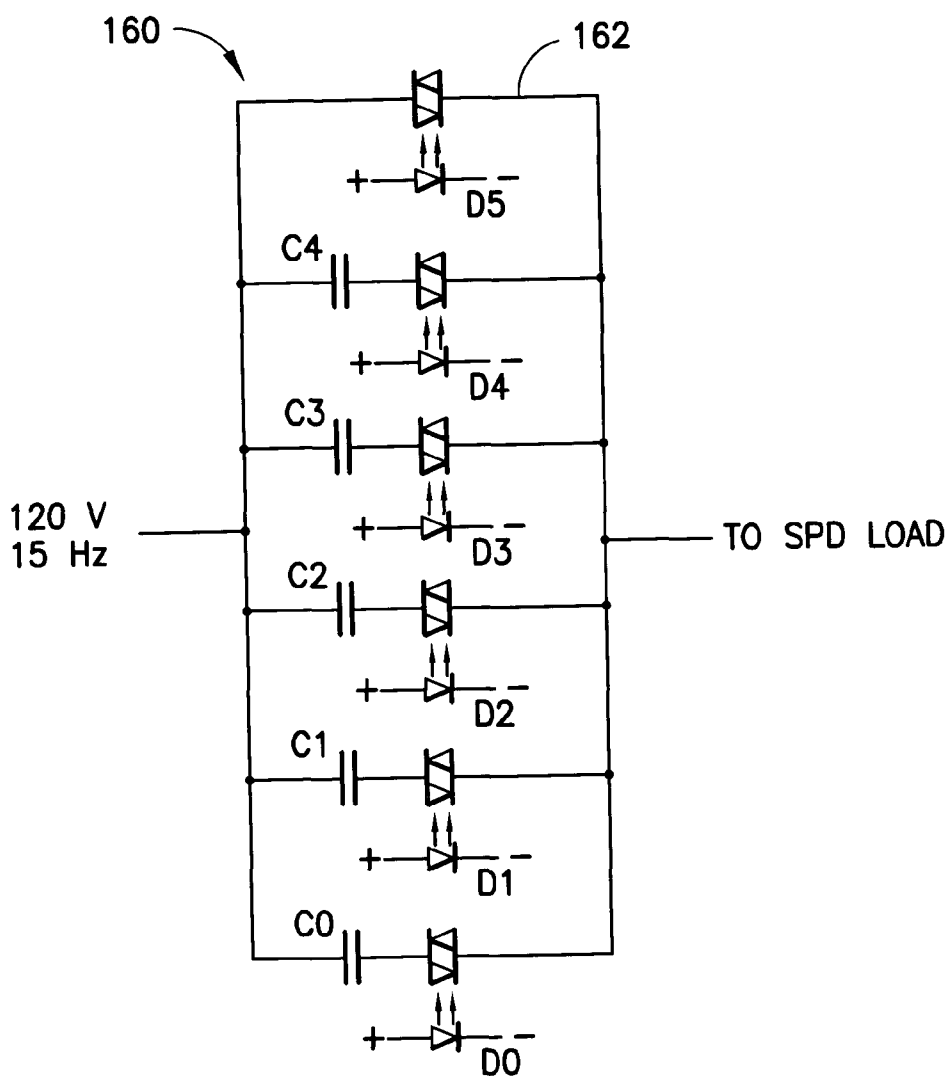 160
162
+ –
D5
C4
+ –
D4
C3
+ –
D3
120 V
15 Hz
TO SPD LOAD
C2
+ –
D2
C1
+ –
D1
C0
+ –
D0